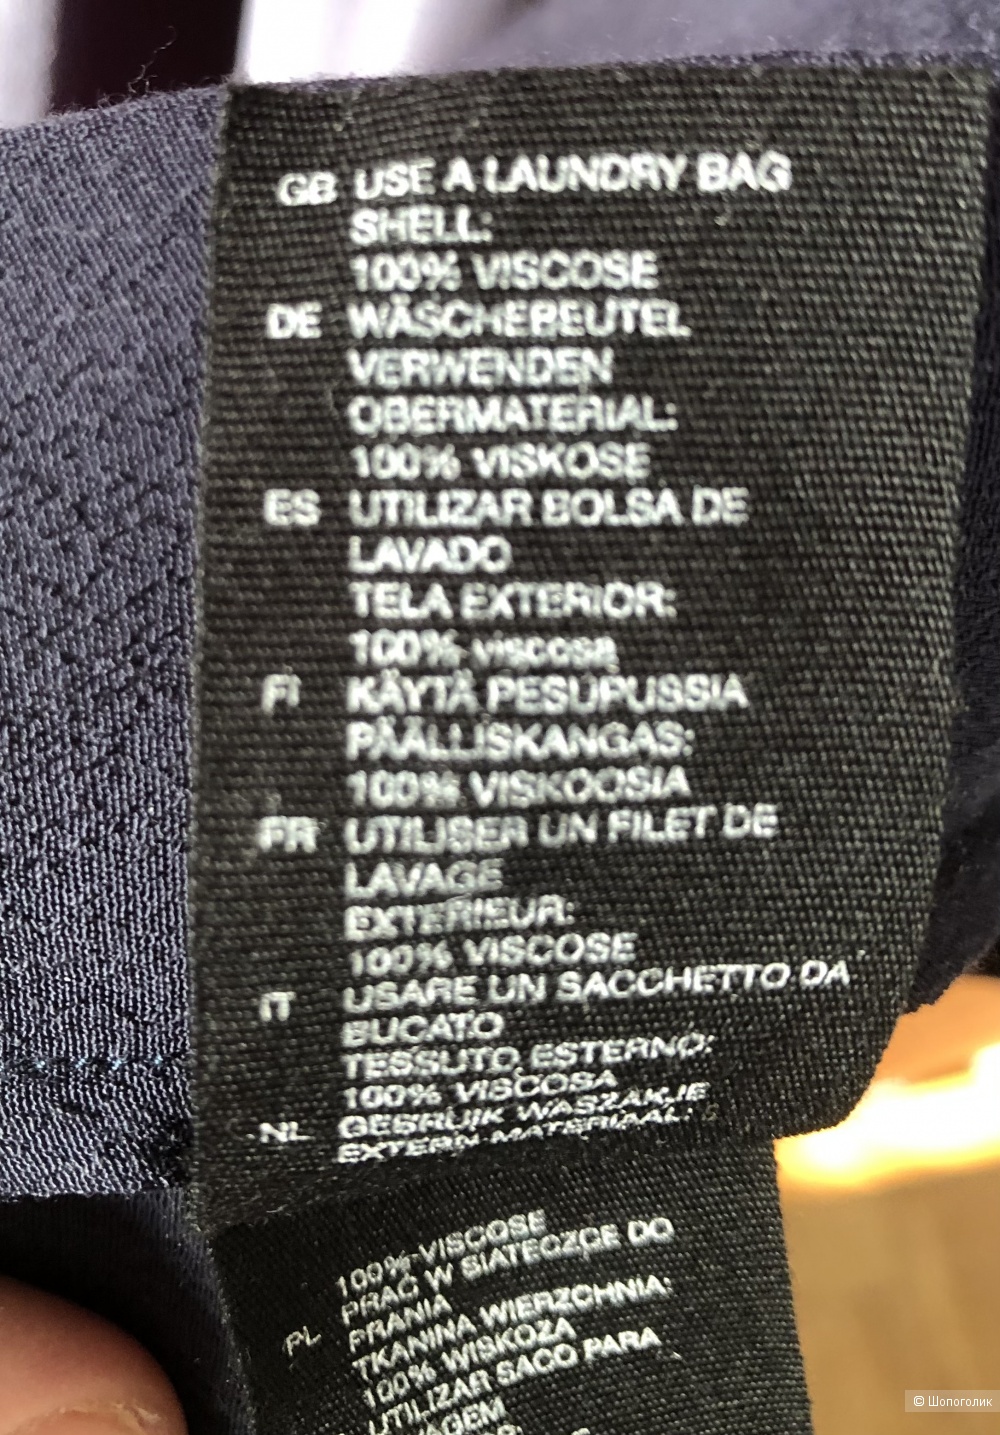 GB USE A LAUNDRY BAG
SHELL:
100% VISCOSE
DE WÄSCHEBEUTEL
VERWENDEN
OBERMATERIAL:
100% VISKOSE
ES UTILIZAR BOLSA DE
LAVADO
TELA EXTERIOR:
100% viscosa
FI KÄYTÄ PESUPUSSIA
PÄÄLLISKANGAS:
100% VISKOOSIA
FR UTILISER UN FILET DE
LAVAGE
EXTERIEUR:
100% VISCOSE
IT USARE UN SACCHETTO DA
BUCATO
TESSUTO ESTERNO:
100% VISCOSA
NL GEBRUIK WASZAKJE
EXTERN MATERIAAL:
100% VISCOSE
PL PRAĆ W SIATECZCE DO
PRANIA
TKANINA WIERZCHNIA:
100% WISKOZA
UTILIZAR SACO PARA
© Шопоголик